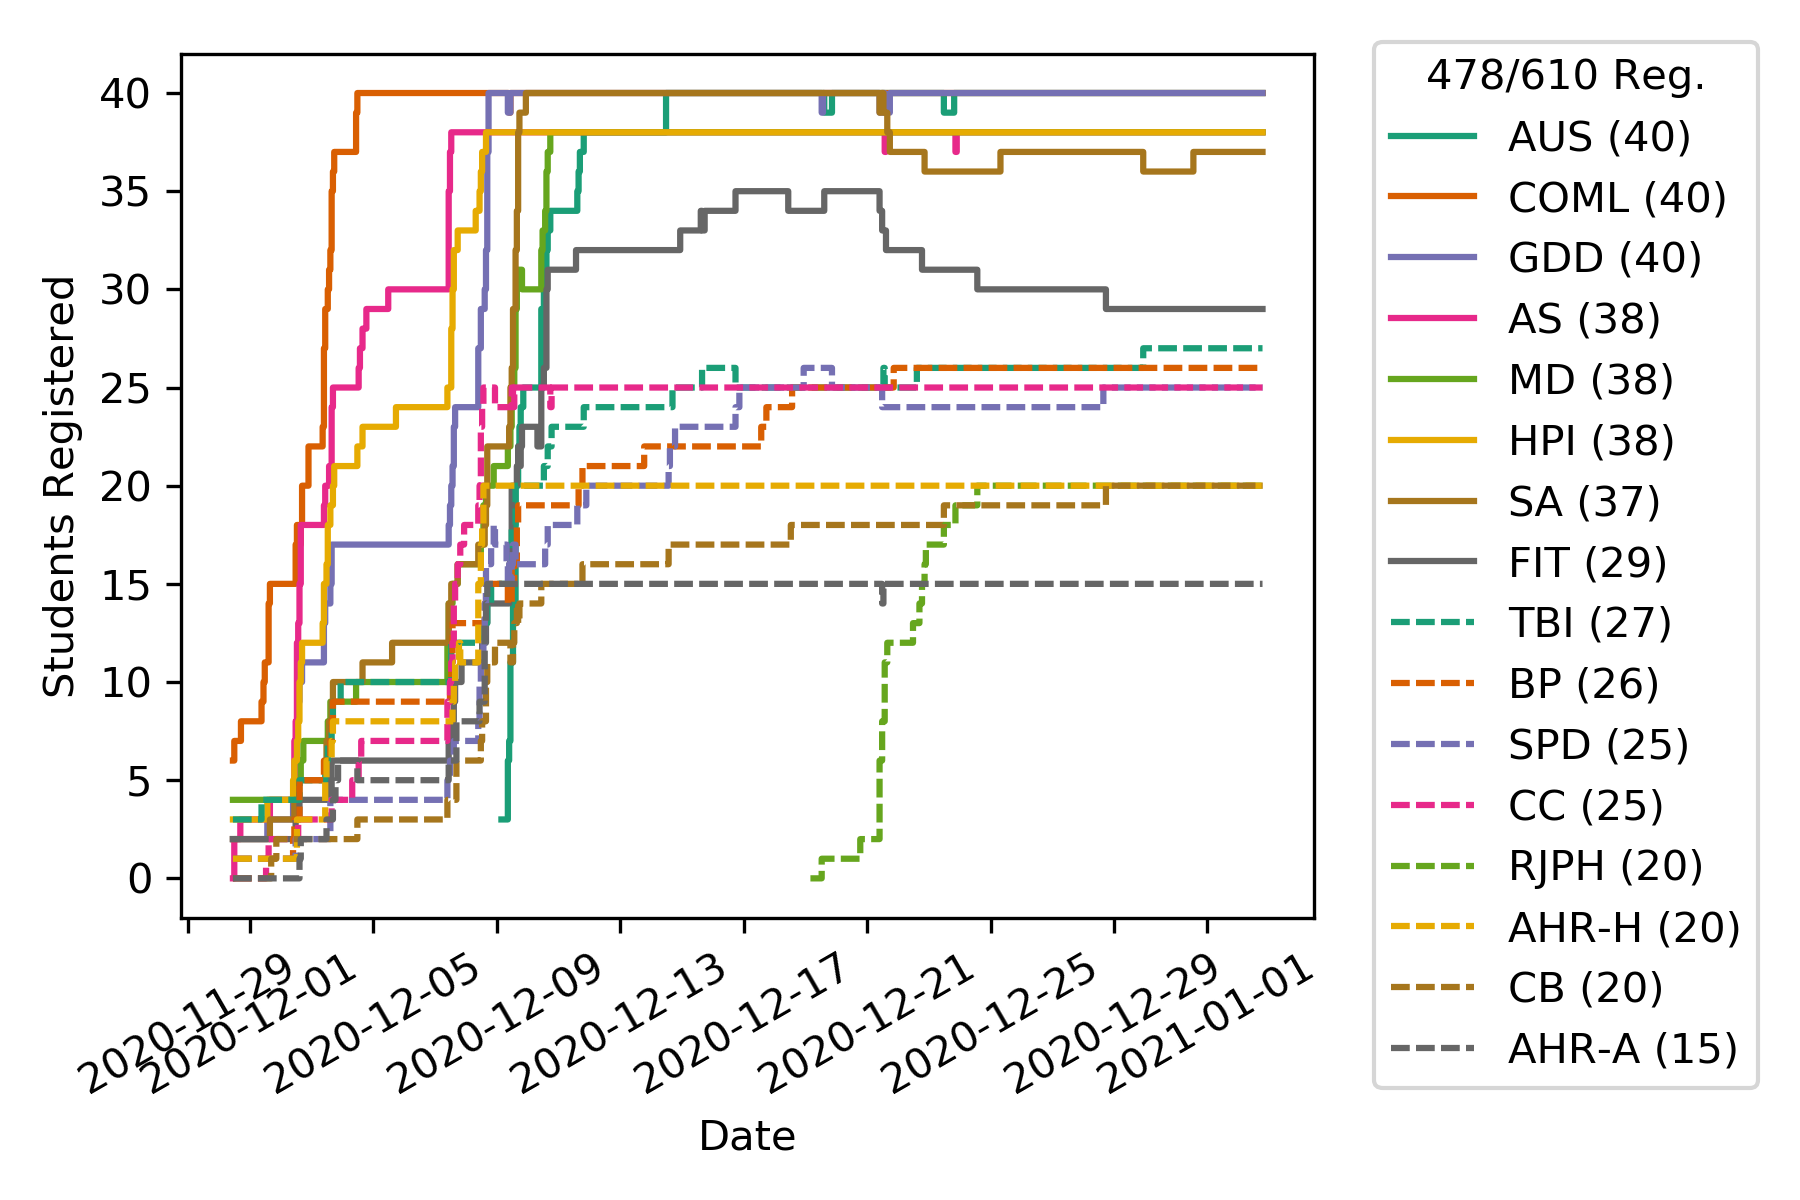 478/610 Reg.
AUS (40)
COML (40)
GDD (40)
AS (38)
MD (38)
HPI (38)
SA (37)
FIT (29)
TBI (27)
BP (26)
SPD (25)
CC (25)
RJPH (20)
AHR-H (20)
CB (20)
AHR-A (15)
Students Registered
40
35
30
25
20
15
10
5
0
2020-11-29
2020-12-01
2020-12-05
2020-12-09
2020-12-13
2020-12-17
2020-12-21
2020-12-25
2020-12-29
2021-01-01
Date